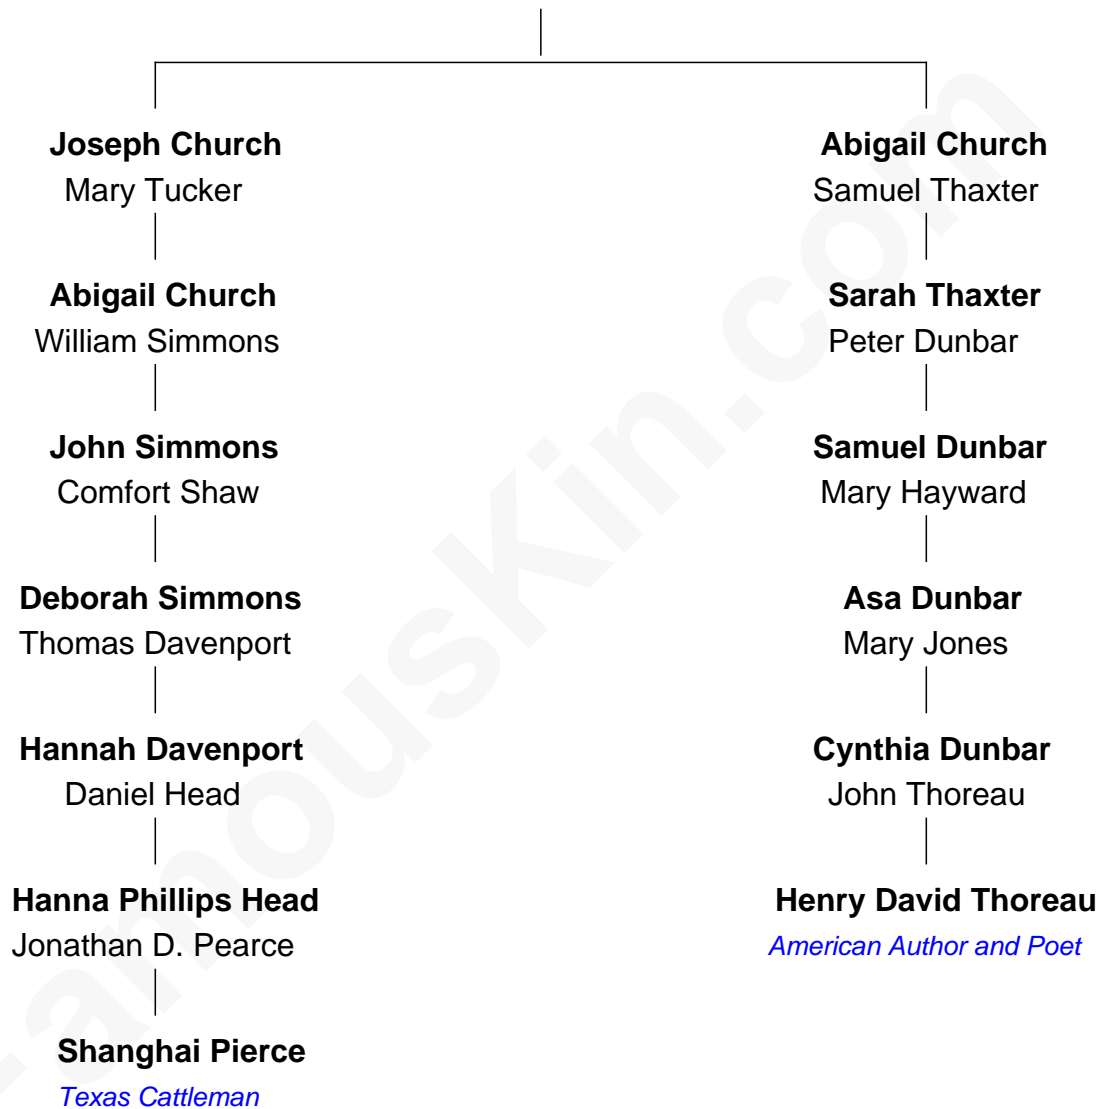 Joseph Church
Mary Tucker
Abigail Church
William Simmons
John Simmons
Comfort Shaw
Deborah Simmons
Thomas Davenport
Hannah Davenport
Daniel Head
Hanna Phillips Head
Jonathan D. Pearce
Shanghai Pierce
Texas Cattleman
Abigail Church
Samuel Thaxter
Sarah Thaxter
Peter Dunbar
Samuel Dunbar
Mary Hayward
Asa Dunbar
Mary Jones
Cynthia Dunbar
John Thoreau
Henry David Thoreau
American Author and Poet
FamousKin.com